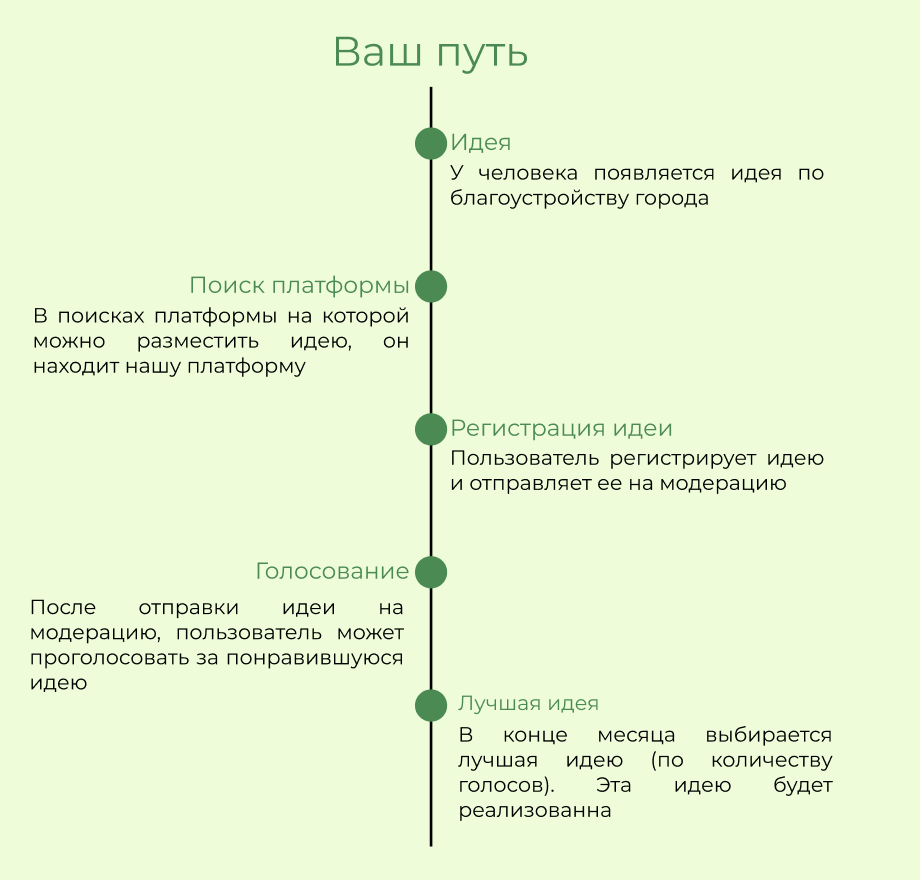 Ваш путь
Идея
У человека появляется идея по
благоустройству города
Поиск платформы
В поисках платформы на которой
можно разместить идею, он
находит нашу платформу
Регистрация идеи
Пользователь регистрирует идею
и отправляет ее на модерацию
Голосование
После отправки идеи на
модерацию, пользователь может
проголосовать за понравившуюся
идею
Лучшая идея
В конце месяца выбирается
лучшая идею (по количеству
голосов). Эта идею будет
реализованна